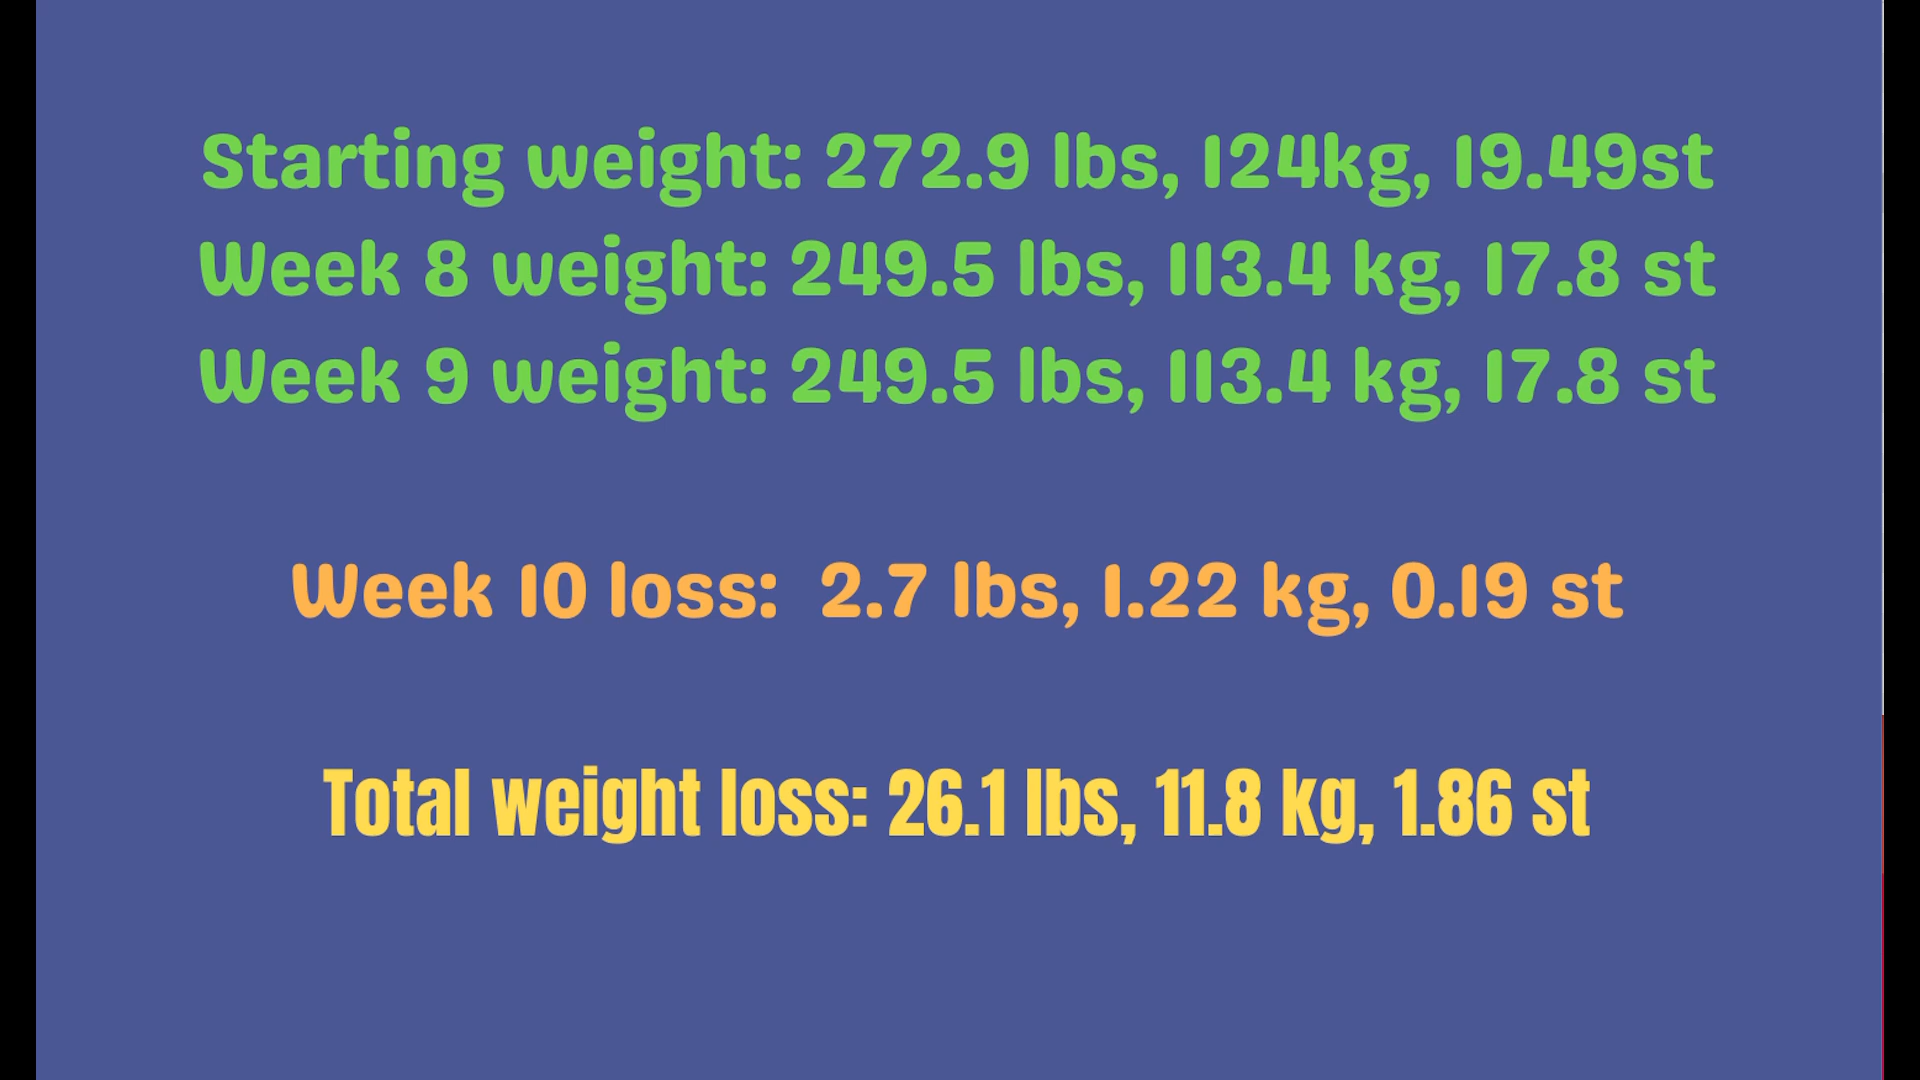 Starting weight: 272.9 lbs, 124kg, 19.49st
Week 8 weight: 249.5 lbs, 113.4 kg, 17.8 st
Week 9 weight: 249.5 lbs, 113.4 kg, 17.8 st
Week 10 loss: 2.7 lbs, 1.22 kg, 0.19 st
Total weight loss: 26.1 lbs, 11.8 kg, 1.86 st